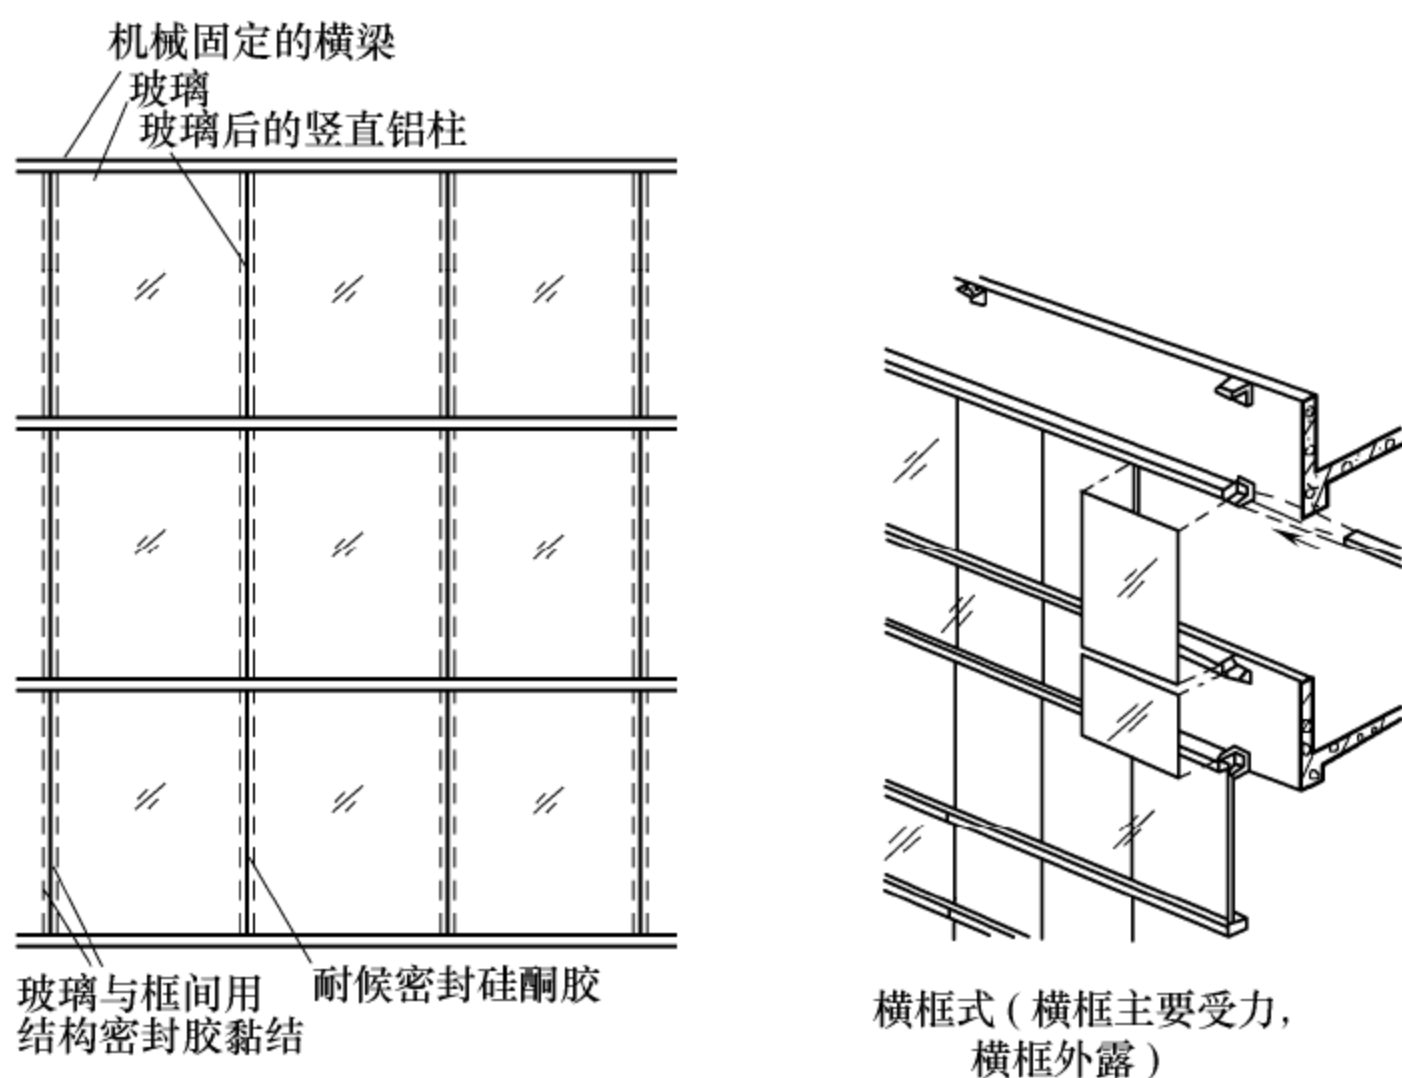 机械固定的横梁
玻璃
玻璃后的竖直铝柱
玻璃与框间用
结构密封胶黏结
耐候密封硅酮胶
横框式(横框主要受力,
横框外露)